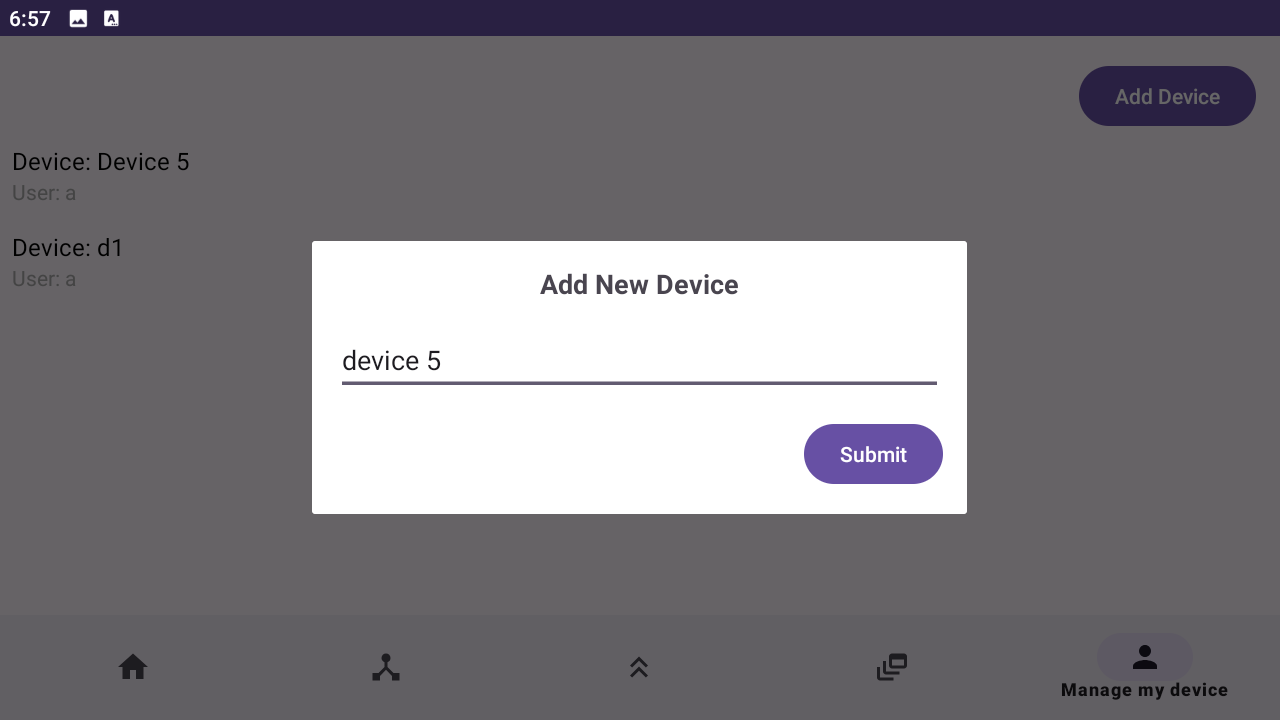 6:57
Add Device
Device: Device 5
User: a
Device: d1
User: a
Add New Device
device 5
Submit
Manage my device